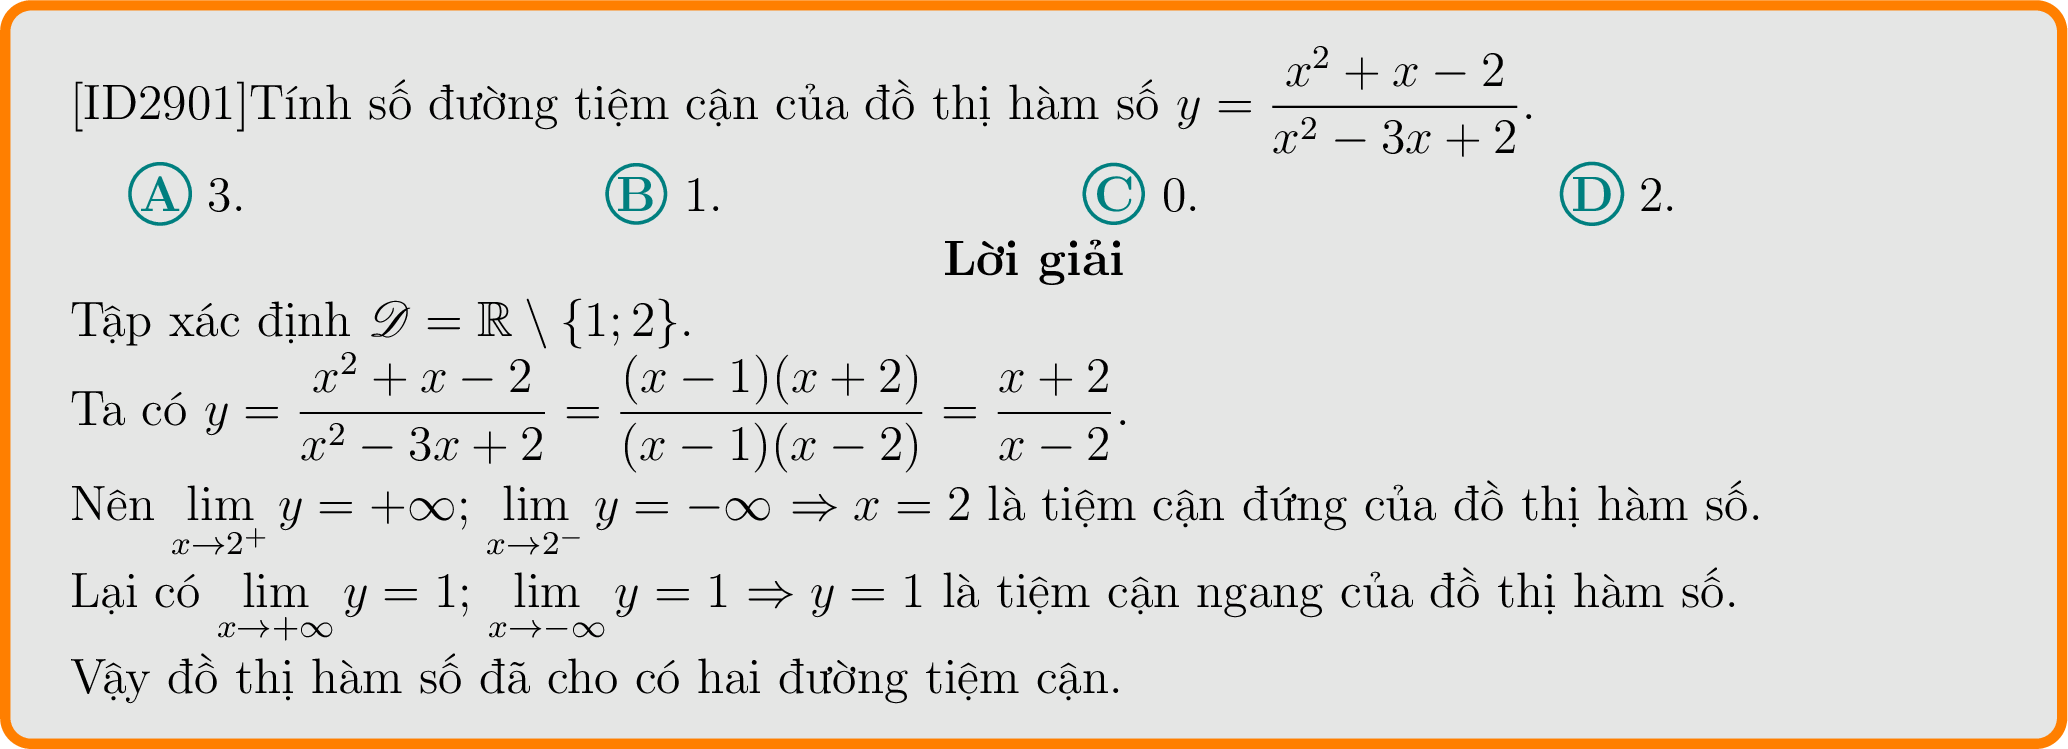 [ID2901]Tính số đường tiệm cận của đồ thị hàm số $y = \dfrac{x^2 + x - 2}{x^2 - 3x + 2}$.
Ⓐ 3. Ⓑ 1. Ⓒ 0. Ⓓ 2.
Lời giải
Tập xác định $\mathscr{D} = \mathbb{R} \setminus \{1; 2\}$.
Ta có $y = \dfrac{x^2 + x - 2}{x^2 - 3x + 2} = \dfrac{(x - 1)(x + 2)}{(x - 1)(x - 2)} = \dfrac{x + 2}{x - 2}$.
Nên $\lim\limits_{x \to 2^+} y = +\infty$; $\lim\limits_{x \to 2^-} y = -\infty \Rightarrow x = 2$ là tiệm cận đứng của đồ thị hàm số.
Lại có $\lim\limits_{x \to +\infty} y = 1$; $\lim\limits_{x \to -\infty} y = 1 \Rightarrow y = 1$ là tiệm cận ngang của đồ thị hàm số.
Vậy đồ thị hàm số đã cho có hai đường tiệm cận.